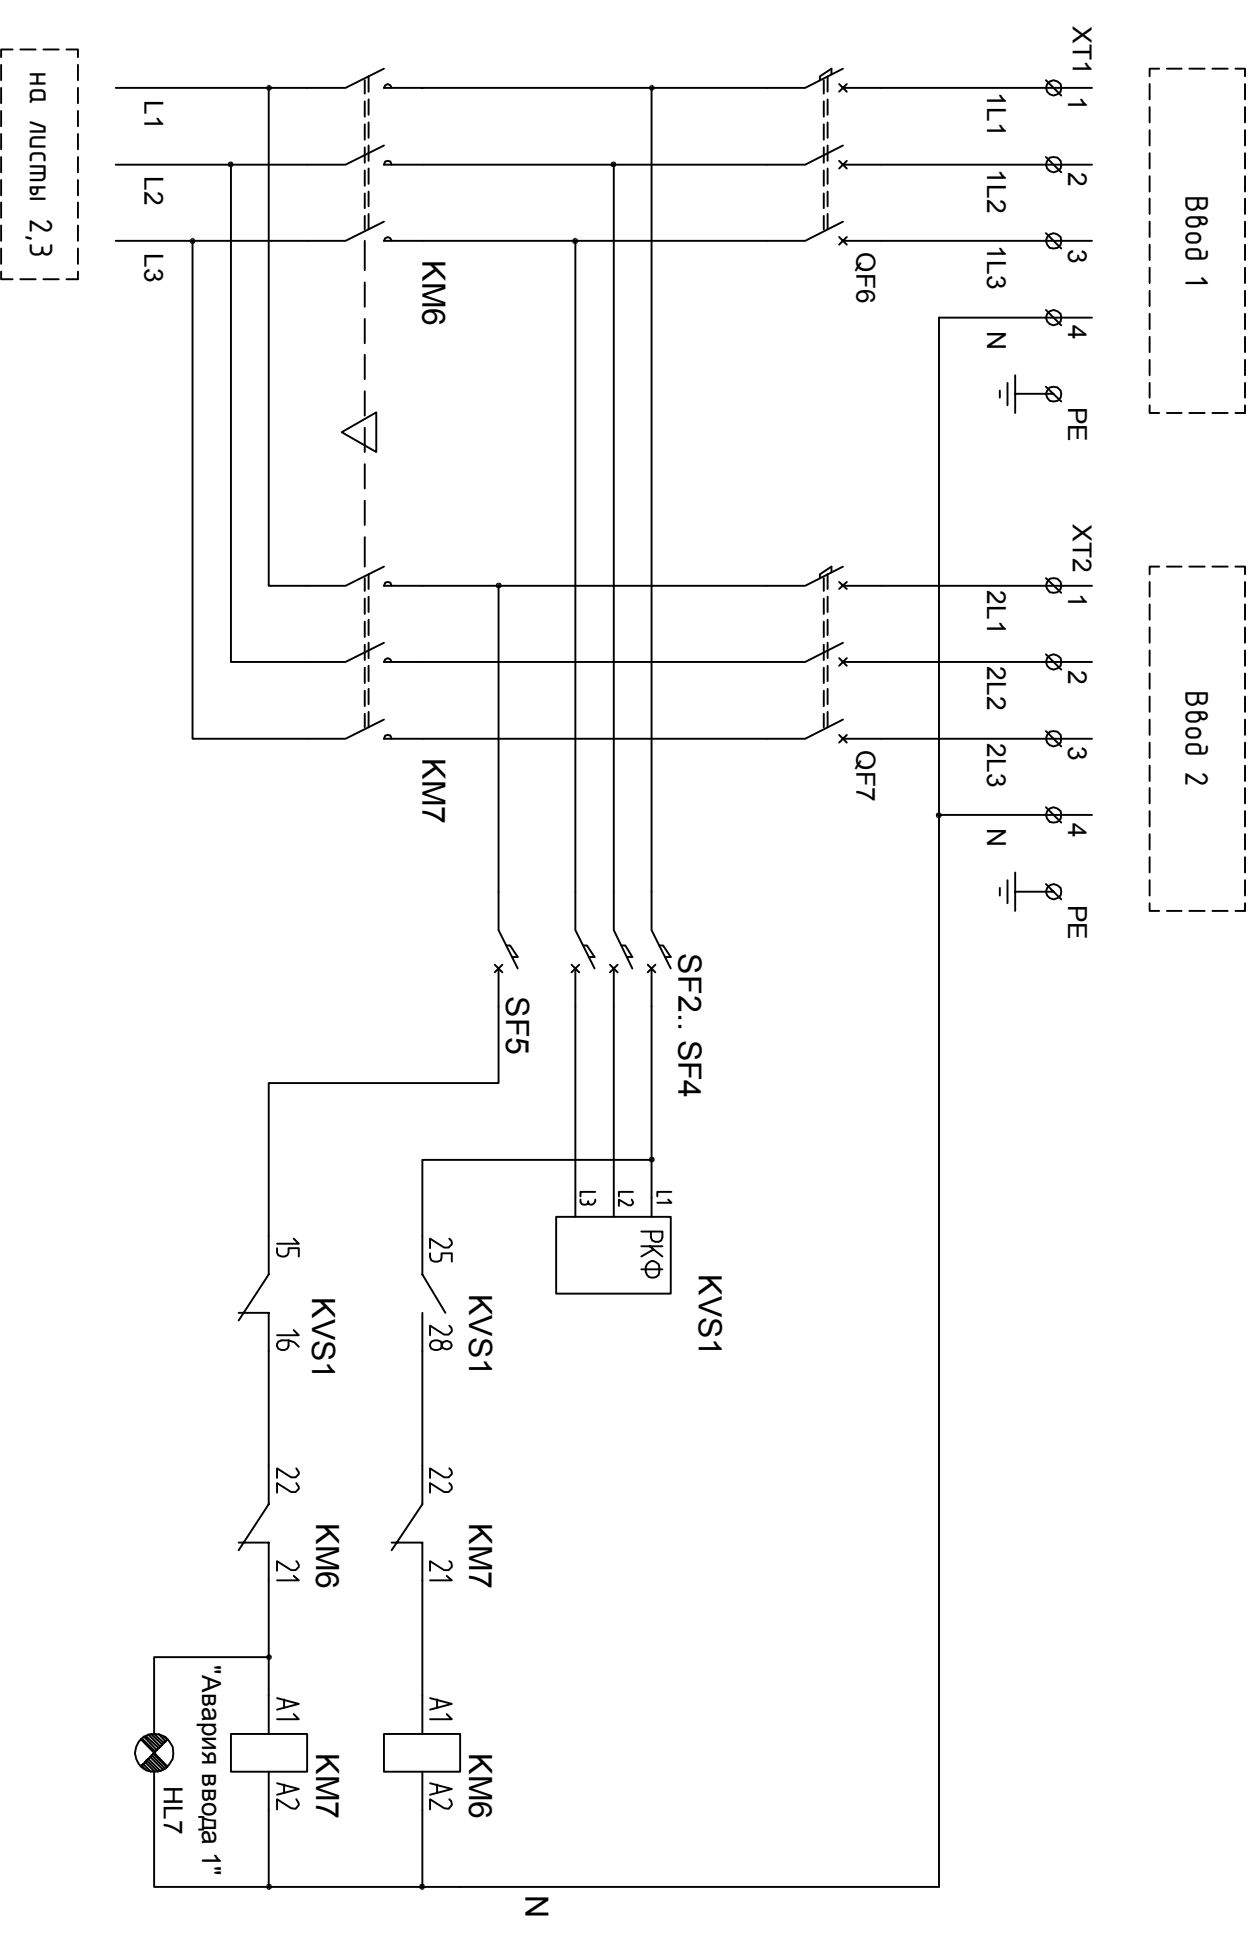 Ввод 1
Ввод 2
XT1
1
2
3
4
PE
XT2
1
2
3
4
PE
1L1
1L2
1L3
N
2L1
2L2
2L3
N
QF6
QF7
KM6
KM7
L1
L2
L3
на листы 2,3
SF2.. SF4
SF5
L1
L2
L3
РКФ
KVS1
25
28
KVS1
22
21
KM7
A1
A2
KM6
15
16
KVS1
22
21
KM6
A1
A2
KM7
"Авария ввода 1"
HL7
N